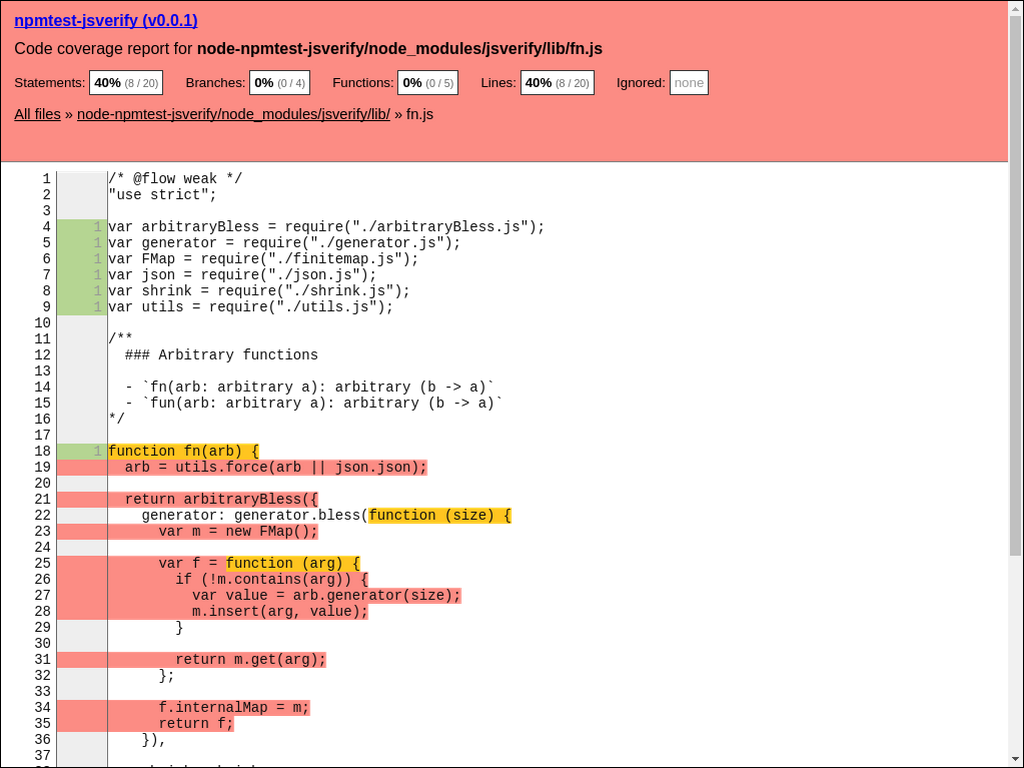 npmtest-jsverify (v0.0.1)
Code coverage report for node-npmtest-jsverify/node_modules/jsverify/lib/fn.js
Statements: 40% (8 / 20) Branches: 0% (0 / 4) Functions: 0% (0 / 5) Lines: 40% (8 / 20) Ignored: none
All files » node-npmtest-jsverify/node_modules/jsverify/lib/ » fn.js
1 /* @flow weak */
2 "use strict";
3
4 1 var arbitraryBless = require("./arbitraryBless.js");
5 1 var generator = require("./generator.js");
6 1 var FMap = require("./finitemap.js");
7 1 var json = require("./json.js");
8 1 var shrink = require("./shrink.js");
9 1 var utils = require("./utils.js");
10
11 /**
12 ### Arbitrary functions
13
14 - `fn(arb: arbitrary a): arbitrary (b -> a)`
15 - `fun(arb: arbitrary a): arbitrary (b -> a)`
16 */
17
18 1 function fn(arb) {
19 arb = utils.force(arb || json.json);
20
21 return arbitraryBless({
22 generator: generator.bless(function (size) {
23 var m = new FMap();
24
25 var f = function (arg) {
26 if (!m.contains(arg)) {
27 var value = arb.generator(size);
28 m.insert(arg, value);
29 }
30
31 return m.get(arg);
32 };
33
34 f.internalMap = m;
35 return f;
36 }),
37